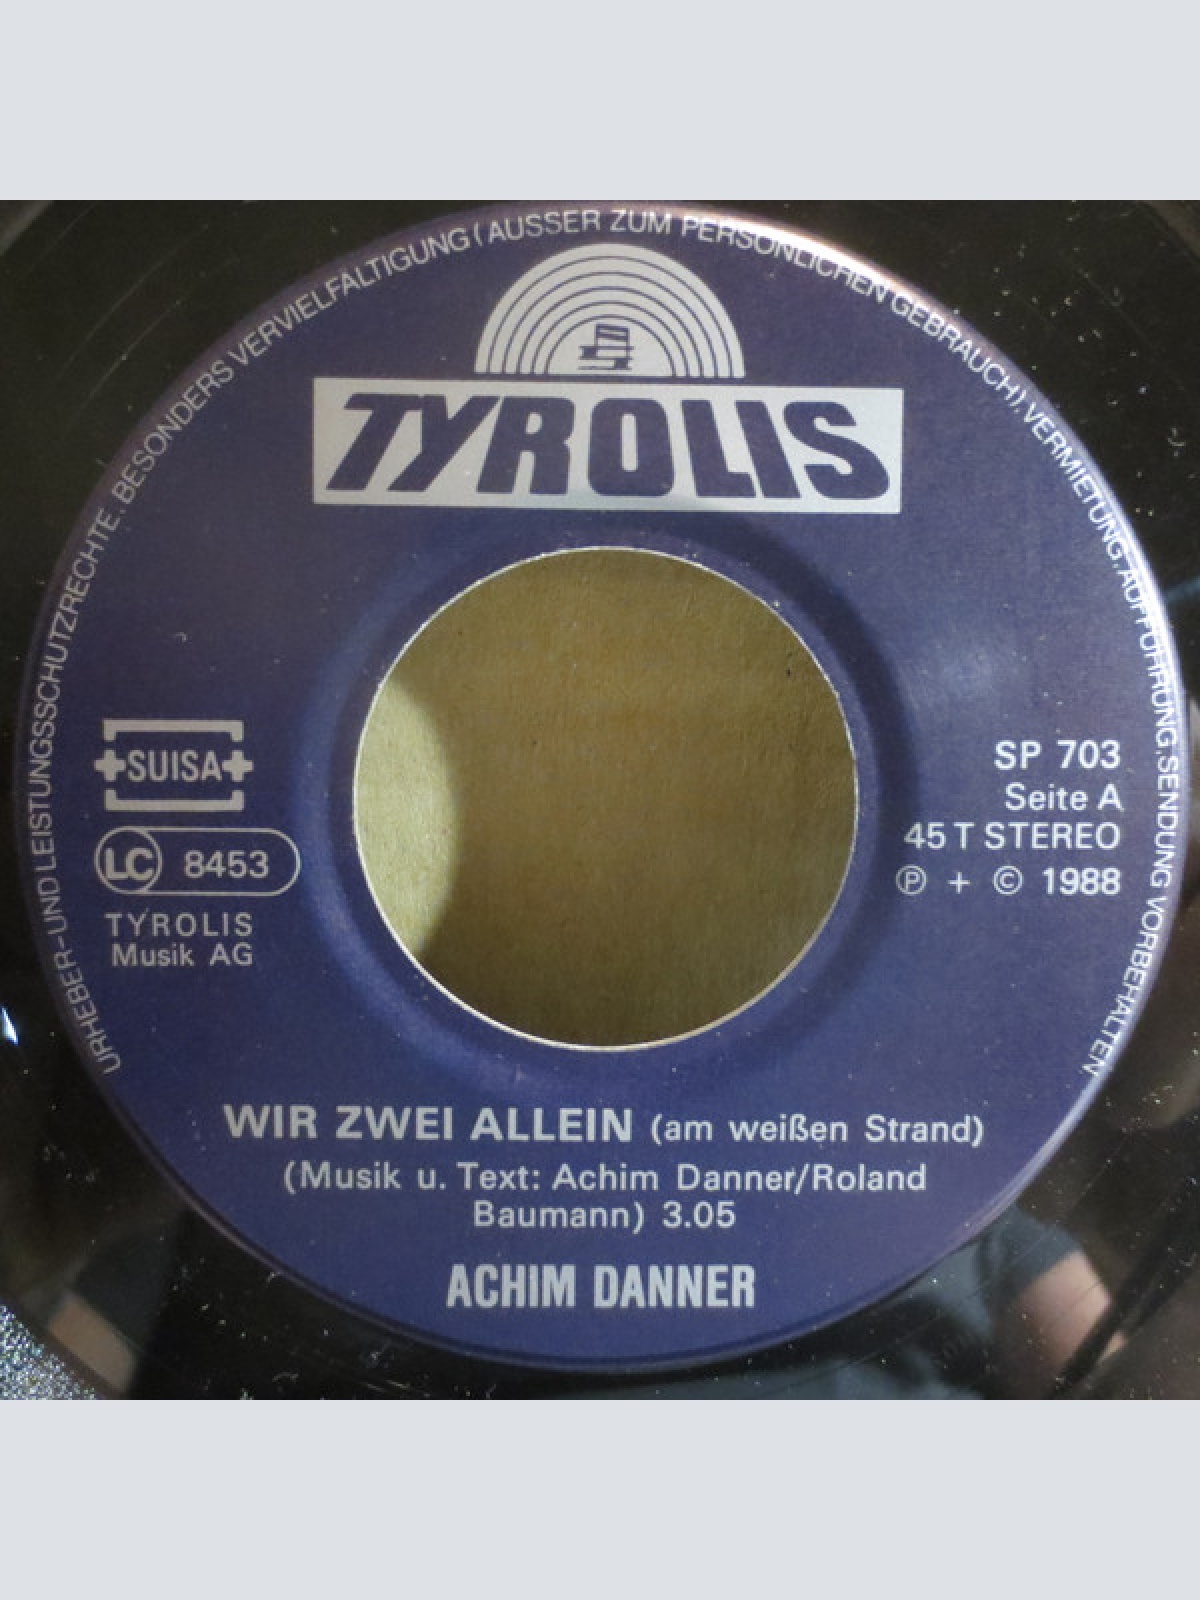 URHEBER-UND LEISTUNGSSCHUTZRECHTE. BESONDERS VERVIELFÄLTIGUNG (AUSSER ZUM PERSÖNLICHEN GEBRAUCH), VERMIETUNG, AUFFÜHRUNG, SENDUNG VORBEHALTEN
TYROLIS
SUISA
LC 8453
TYROLIS
Musik AG
SP 703
Seite A
45 T STEREO
℗ + © 1988
WIR ZWEI ALLEIN (am weißen Strand)
(Musik u. Text: Achim Danner/Roland
Baumann) 3.05
ACHIM DANNER